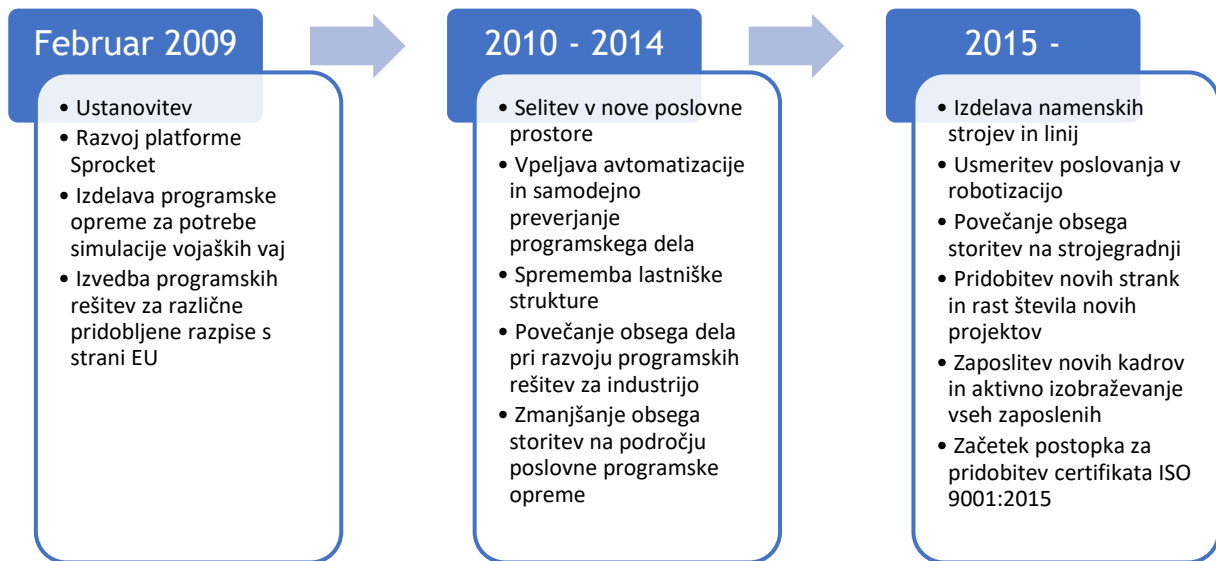 Februar 2009
• Ustanovitev
• Razvoj platforme
Sprocket
• Izdelava programske
opreme za potrebe
simulacije vojaških vaj
• Izvedba programskih
rešitev za različne
pridobljene razpise s
strani EU
2010 - 2014
• Selitev v nove poslovne
prostore
• Vpeljava avtomatizacije
in samodejno
preverjanje
programskega dela
• Sprememba lastniške
strukture
• Povečanje obsega dela
pri razvoju programskih
rešitev za industrijo
• Zmanjšanje obsega
storitev na področju
poslovne programske
opreme
2015 -
• Izdelava namenskih
strojev in linij
• Usmeritev poslovanja v
robotizacijo
• Povečanje obsega
storitev na strojegradnji
• Pridobitev novih strank
in rast števila novih
projektov
• Zaposlitev novih kadrov
in aktivno izobraževanje
vseh zaposlenih
• Začetek postopka za
pridobitev certifikata ISO
9001:2015